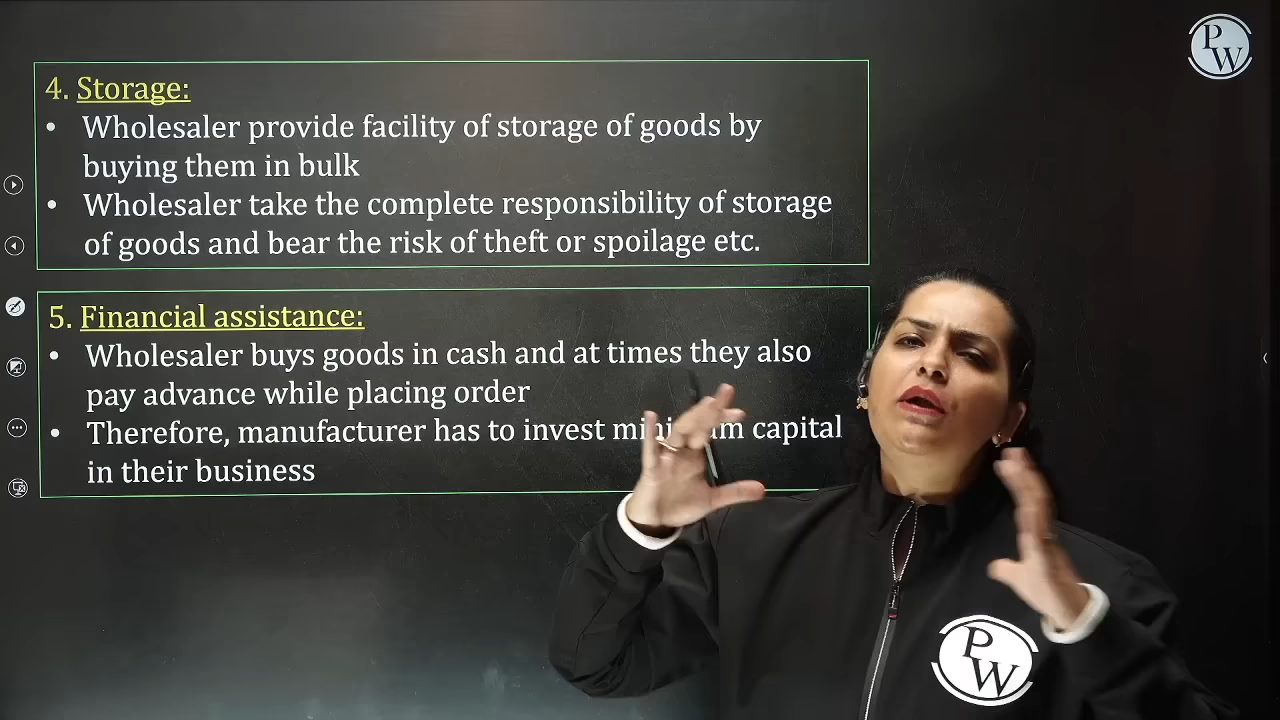 PW
4. Storage:
• Wholesaler provide facility of storage of goods by
buying them in bulk
• Wholesaler take the complete responsibility of storage
of goods and bear the risk of theft or spoilage etc.
5. Financial assistance:
• Wholesaler buys goods in cash and at times they also
pay advance while placing order
• Therefore, manufacturer has to invest minimum capital
in their business
PW